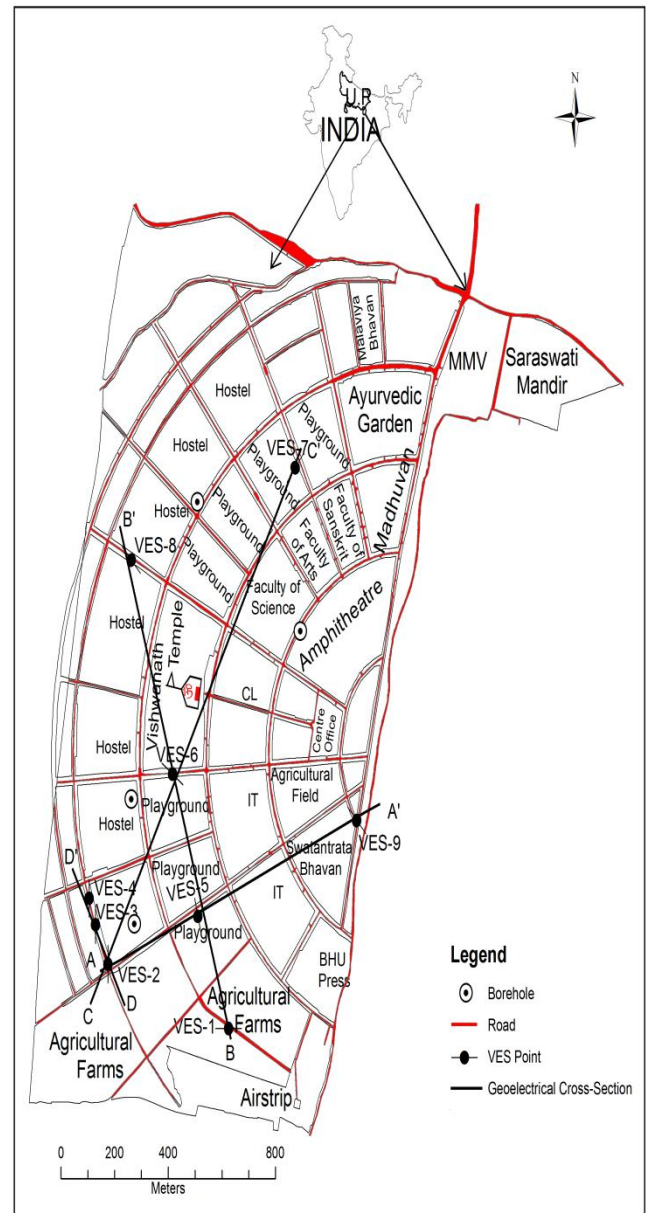 U.P
INDIA
N
Malaviya
Bhavan
MMV
Saraswati
Mandir
Hostel
Ayurvedic
Garden
Hostel
Playground
VES-7
C'
Playground
Madhuvan
Hostel
Playground
Faculty of
Sanskrit
Faculty
of Arts
B'
VES-8
Playground
Faculty of
Science
Amphitheatre
Hostel
Vishwanath
Temple
CL
Centre
Office
Hostel
VES-6
Playground
IT
Agricultural
Field
A'
VES-9
Hostel
Swatantrata
Bhavan
D'
VES-4
VES-3
Playground
VES-5
Playground
IT
A
VES-2
BHU
Press
C
D
Agricultural
Farms
VES-1
B
Agricultural
Farms
Airstrip
Legend
Borehole
Road
VES Point
Geoelectrical Cross-Section
0 200 400 600 800
Meters